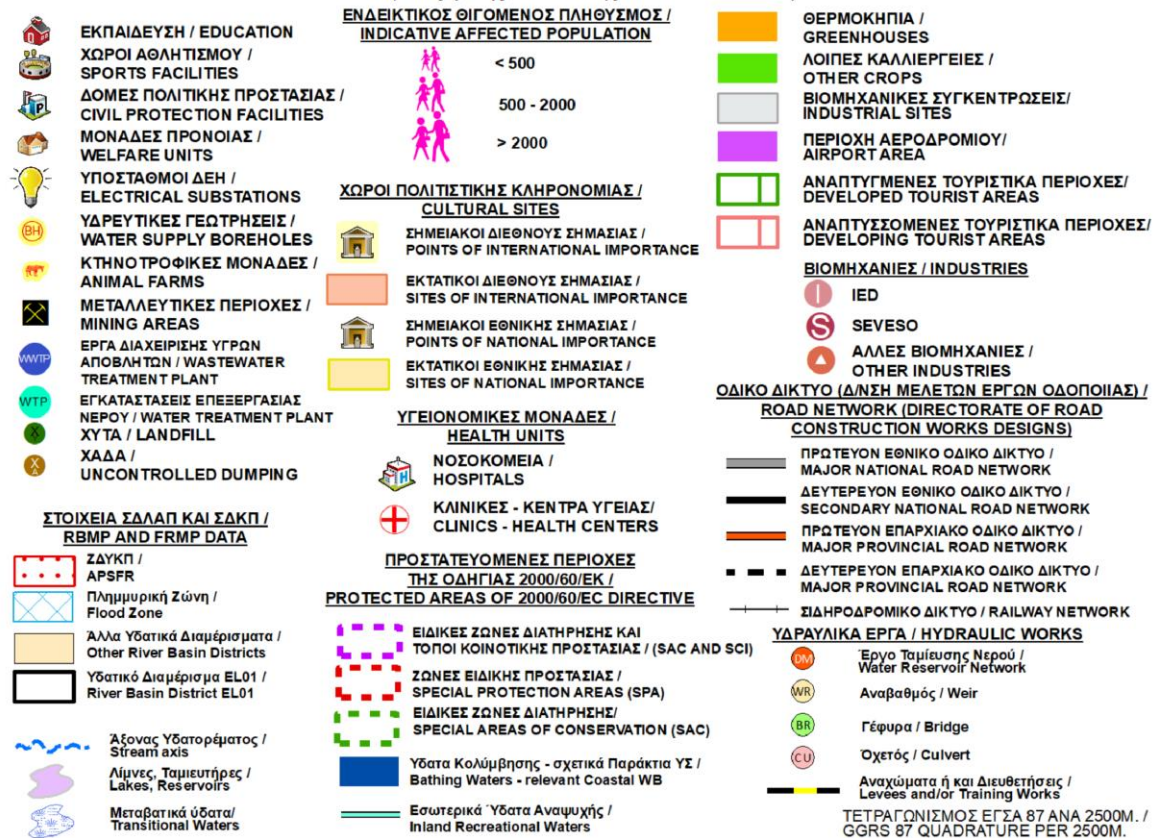 ΕΚΠΑΙΔΕΥΣΗ / EDUCATION
ΧΩΡΟΙ ΑΘΛΗΤΙΣΜΟΥ /
SPORTS FACILITIES
ΔΟΜΕΣ ΠΟΛΙΤΙΚΗΣ ΠΡΟΣΤΑΣΙΑΣ /
CIVIL PROTECTION FACILITIES
ΜΟΝΑΔΕΣ ΠΡΟΝΟΙΑΣ /
WELFARE UNITS
ΥΠΟΣΤΑΘΜΟΙ ΔΕΗ /
ELECTRICAL SUBSTATIONS
BH
ΥΔΡΕΥΤΙΚΕΣ ΓΕΩΤΡΗΣΕΙΣ /
WATER SUPPLY BOREHOLES
ΚΤΗΝΟΤΡΟΦΙΚΕΣ ΜΟΝΑΔΕΣ /
ANIMAL FARMS
ΜΕΤΑΛΛΕΥΤΙΚΕΣ ΠΕΡΙΟΧΕΣ /
MINING AREAS
WWTP
ΕΡΓΑ ΔΙΑΧΕΙΡΙΣΗΣ ΥΓΡΩΝ
ΑΠΟΒΛΗΤΩΝ / WASTEWATER
TREATMENT PLANT
WTP
ΕΓΚΑΤΑΣΤΑΣΕΙΣ ΕΠΕΞΕΡΓΑΣΙΑΣ
ΝΕΡΟΥ / WATER TREATMENT PLANT
ΧΥΤΑ / LANDFILL
ΧΑΔΑ /
UNCONTROLLED DUMPING
ΣΤΟΙΧΕΙΑ ΣΔΛΑΠ ΚΑΙ ΣΔΚΠ /
RBMP AND FRMP DATA
ΖΔΥΚΠ /
APSFR
Πλημμυρική Ζώνη /
Flood Zone
Άλλα Υδατικά Διαμέρισματα /
Other River Basin Districts
Υδατικό Διαμέρισμα EL01 /
River Basin District EL01
Άξονας Υδατορέματος /
Stream axis
Λίμνες, Ταμιευτήρες /
Lakes, Reservoirs
Μεταβατικά ύδατα/
Transitional Waters
ΕΝΔΕΙΚΤΙΚΟΣ ΘΙΓΟΜΕΝΟΣ ΠΛΗΘΥΣΜΟΣ /
INDICATIVE AFFECTED POPULATION
< 500
500 - 2000
> 2000
ΧΩΡΟΙ ΠΟΛΙΤΙΣΤΙΚΗΣ ΚΛΗΡΟΝΟΜΙΑΣ /
CULTURAL SITES
ΣΗΜΕΙΑΚΟΙ ΔΙΕΘΝΟΥΣ ΣΗΜΑΣΙΑΣ /
POINTS OF INTERNATIONAL IMPORTANCE
ΕΚΤΑΤΙΚΟΙ ΔΙΕΘΝΟΥΣ ΣΗΜΑΣΙΑΣ /
SITES OF INTERNATIONAL IMPORTANCE
ΣΗΜΕΙΑΚΟΙ ΕΘΝΙΚΗΣ ΣΗΜΑΣΙΑΣ /
POINTS OF NATIONAL IMPORTANCE
ΕΚΤΑΤΙΚΟΙ ΕΘΝΙΚΗΣ ΣΗΜΑΣΙΑΣ /
SITES OF NATIONAL IMPORTANCE
ΥΓΕΙΟΝΟΜΙΚΕΣ ΜΟΝΑΔΕΣ /
HEALTH UNITS
ΝΟΣΟΚΟΜΕΙΑ /
HOSPITALS
ΚΛΙΝΙΚΕΣ - ΚΕΝΤΡΑ ΥΓΕΙΑΣ/
CLINICS - HEALTH CENTERS
ΠΡΟΣΤΑΤΕΥΟΜΕΝΕΣ ΠΕΡΙΟΧΕΣ
ΤΗΣ ΟΔΗΓΙΑΣ 2000/60/ΕΚ /
PROTECTED AREAS OF 2000/60/EC DIRECTIVE
ΕΙΔΙΚΕΣ ΖΩΝΕΣ ΔΙΑΤΗΡΗΣΗΣ ΚΑΙ
ΤΟΠΟΙ ΚΟΙΝΟΤΙΚΗΣ ΠΡΟΣΤΑΣΙΑΣ / (SAC AND SCI)
ΖΩΝΕΣ ΕΙΔΙΚΗΣ ΠΡΟΣΤΑΣΙΑΣ /
SPECIAL PROTECTION AREAS (SPA)
ΕΙΔΙΚΕΣ ΖΩΝΕΣ ΔΙΑΤΗΡΗΣΗΣ/
SPECIAL AREAS OF CONSERVATION (SAC)
Υδατα Κολύμβησης - σχετικά Παράκτια ΥΣ /
Bathing Waters - relevant Coastal WB
Εσωτερικά Ύδατα Αναψυχής /
Inland Recreational Waters
ΘΕΡΜΟΚΗΠΙΑ /
GREENHOUSES
ΛΟΙΠΕΣ ΚΑΛΛΙΕΡΓΕΙΕΣ /
OTHER CROPS
ΒΙΟΜΗΧΑΝΙΚΕΣ ΣΥΓΚΕΝΤΡΩΣΕΙΣ/
INDUSTRIAL SITES
ΠΕΡΙΟΧΗ ΑΕΡΟΔΡΟΜΙΟΥ/
AIRPORT AREA
ΑΝΑΠΤΥΓΜΕΝΕΣ ΤΟΥΡΙΣΤΙΚΑ ΠΕΡΙΟΧΕΣ/
DEVELOPED TOURIST AREAS
ΑΝΑΠΤΥΣΣΟΜΕΝΕΣ ΤΟΥΡΙΣΤΙΚΑ ΠΕΡΙΟΧΕΣ/
DEVELOPING TOURIST AREAS
ΒΙΟΜΗΧΑΝΙΕΣ / INDUSTRIES
I
IED
S
SEVESO
ΑΛΛΕΣ ΒΙΟΜΗΧΑΝΙΕΣ /
OTHER INDUSTRIES
ΟΔΙΚΟ ΔΙΚΤΥΟ (Δ/ΝΣΗ ΜΕΛΕΤΩΝ ΕΡΓΩΝ ΟΔΟΠΟΙΙΑΣ) /
ROAD NETWORK (DIRECTORATE OF ROAD
CONSTRUCTION WORKS DESIGNS)
ΠΡΩΤΕΥΟΝ ΕΘΝΙΚΟ ΟΔΙΚΟ ΔΙΚΤΥΟ /
MAJOR NATIONAL ROAD NETWORK
ΔΕΥΤΕΡΕΥΟΝ ΕΘΝΙΚΟ ΟΔΙΚΟ ΔΙΚΤΥΟ /
SECONDARY NATIONAL ROAD NETWORK
ΠΡΩΤΕΥΟΝ ΕΠΑΡΧΙΑΚΟ ΟΔΙΚΟ ΔΙΚΤΥΟ /
MAJOR PROVINCIAL ROAD NETWORK
ΔΕΥΤΕΡΕΥΟΝ ΕΠΑΡΧΙΑΚΟ ΟΔΙΚΟ ΔΙΚΤΥΟ /
MAJOR PROVINCIAL ROAD NETWORK
ΣΙΔΗΡΟΔΡΟΜΙΚΟ ΔΙΚΤΥΟ / RAILWAY NETWORK
ΥΔΡΑΥΛΙΚΑ ΕΡΓΑ / HYDRAULIC WORKS
DM
Έργο Ταμίευσης Νερού /
Water Reservoir Network
WR
Αναβαθμός / Weir
BR
Γέφυρα / Bridge
CU
Όχετός / Culvert
Αναχώματα ή και Διευθετήσεις /
Levees and/or Training Works
ΤΕΤΡΑΓΩΝΙΣΜΟΣ ΕΓΣΑ 87 ΑΝΑ 2500Μ. /
GGRS 87 QUADRATURE PER 2500M.